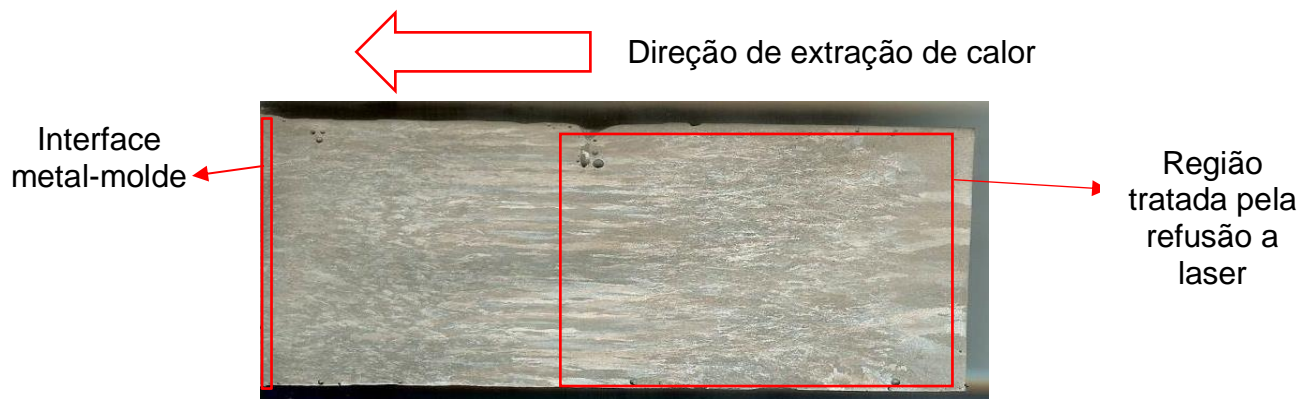 Direção de extração de calor
Interface
metal-molde
Região
tratada pela
refusão a
laser